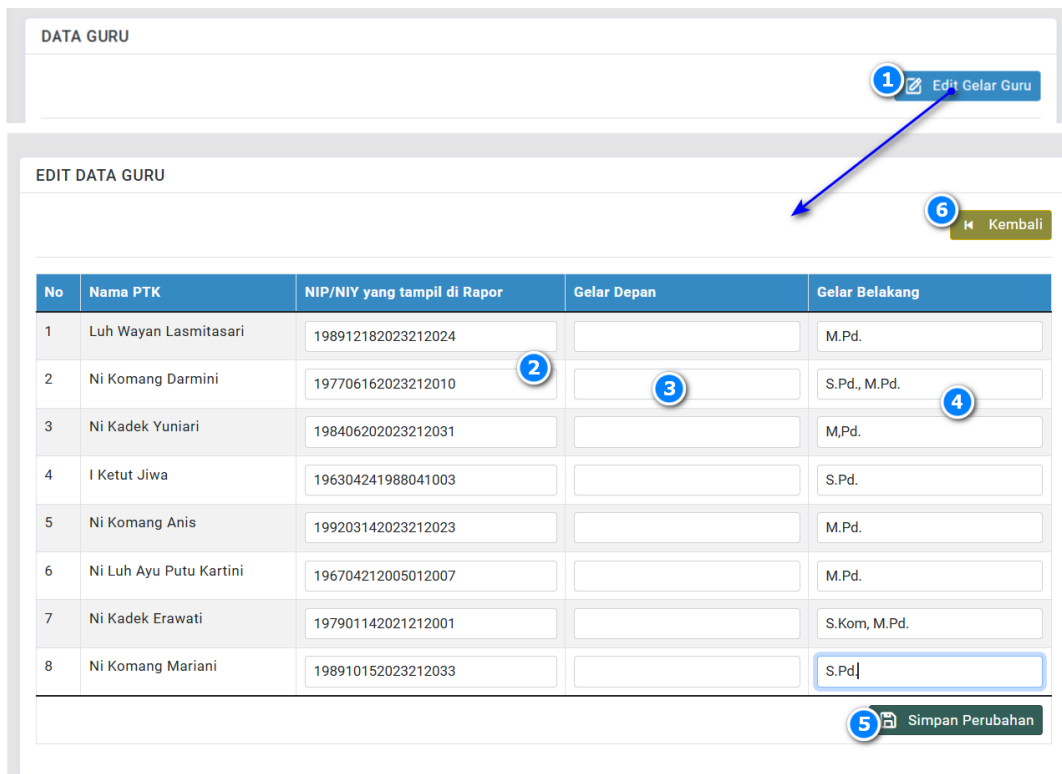 DATA GURU
1 Edit Gelar Guru
EDIT DATA GURU
6 Kembali
No Nama PTK NIP/NIY yang tampil di Rapor Gelar Depan Gelar Belakang
1 Luh Wayan Lasmitasari 198912182023212024 M.Pd.
2 Ni Komang Darmini 197706162023212010 2 3 S.Pd., M.Pd. 4
3 Ni Kadek Yuniari 198406202023212031 M,Pd.
4 I Ketut Jiwa 196304241988041003 S.Pd.
5 Ni Komang Anis 199203142023212023 M.Pd.
6 Ni Luh Ayu Putu Kartini 196704212005012007 M.Pd.
7 Ni Kadek Erawati 197901142021212001 S.Kom, M.Pd.
8 Ni Komang Mariani 198910152023212033 S.Pd.
5 Simpan Perubahan